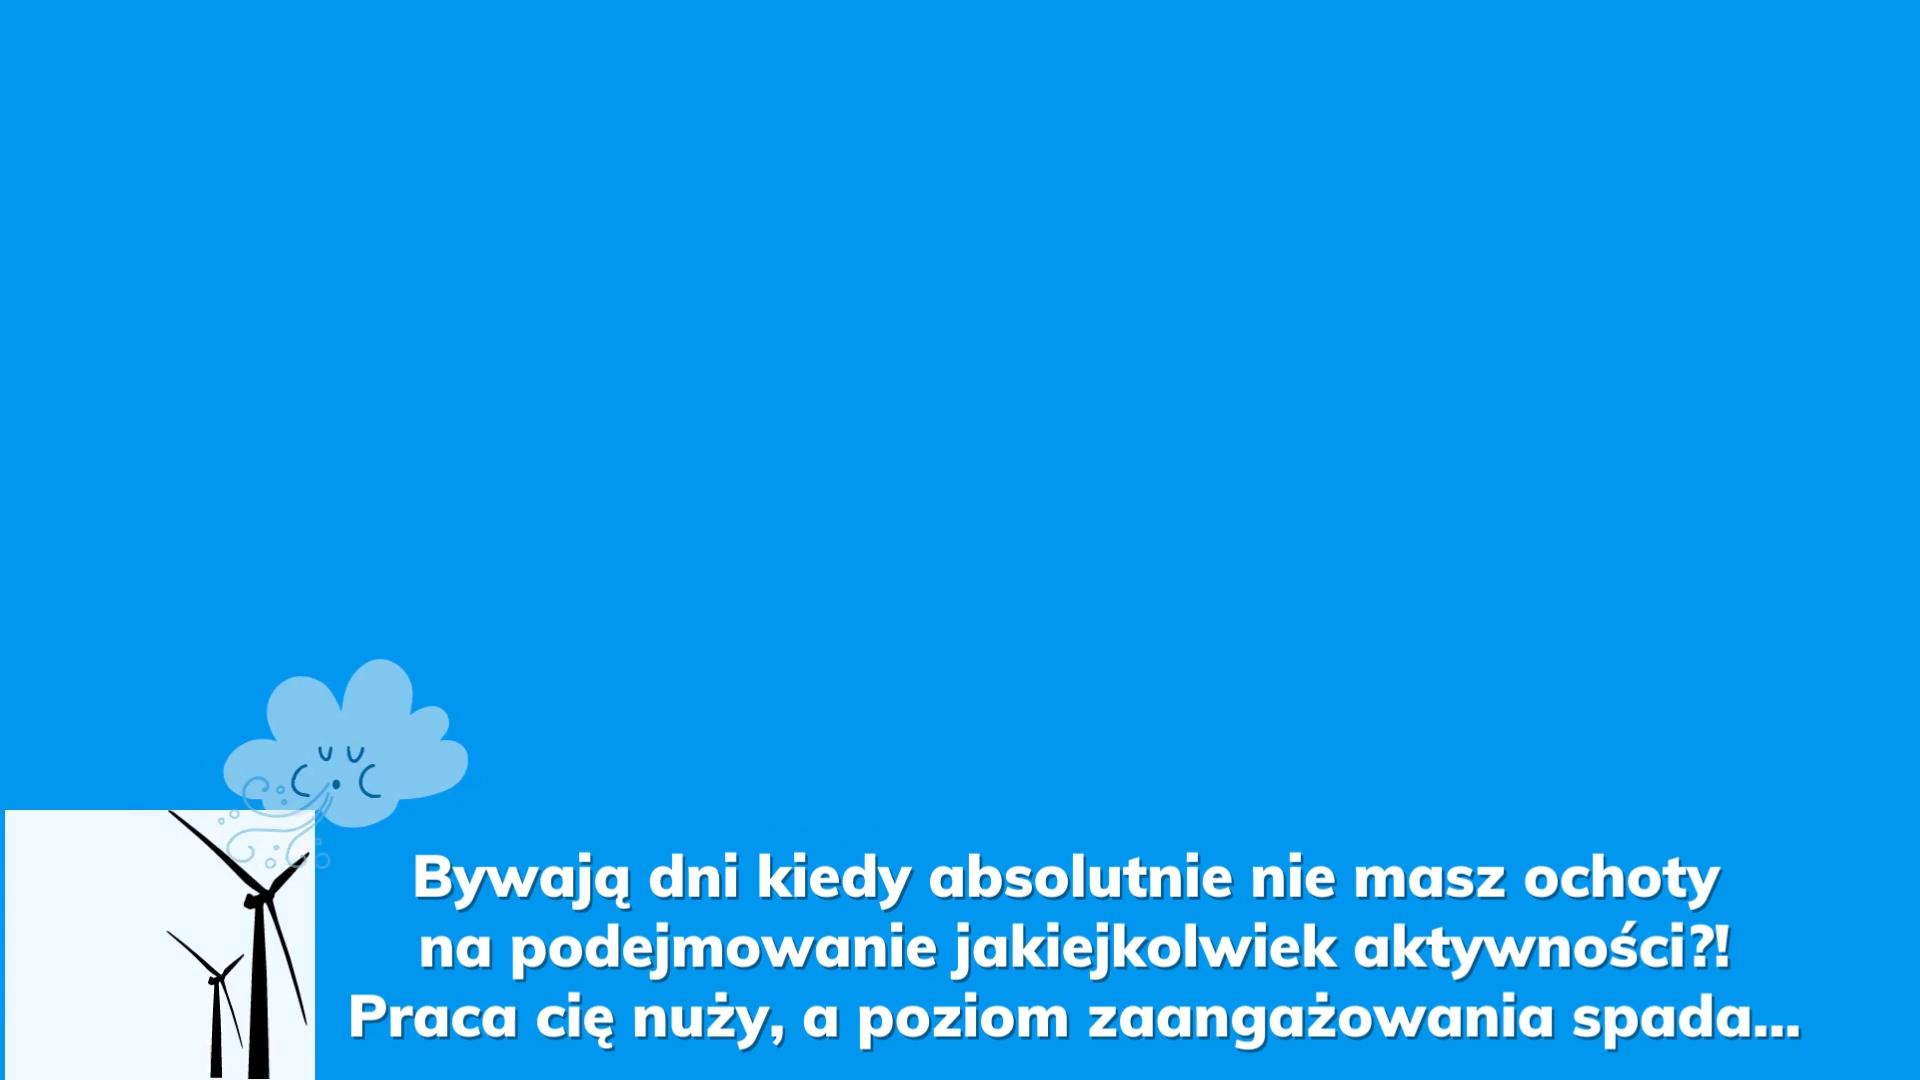 Bywają dni kiedy absolutnie nie masz ochoty
na podejmowanie jakiejkolwiek aktywności?!
Praca cię nuży, a poziom zaangażowania spada...